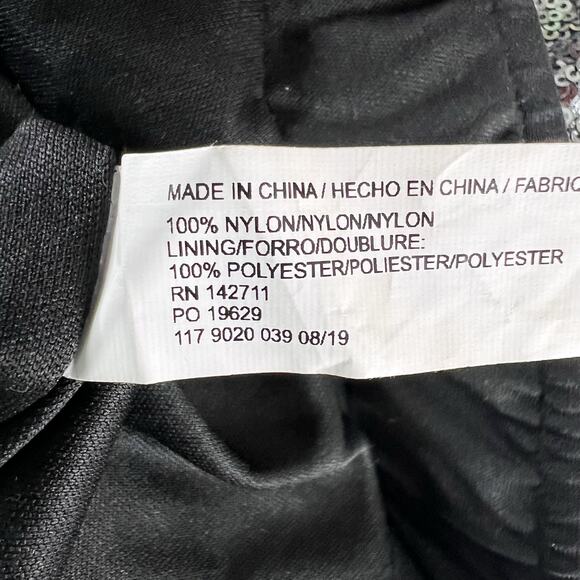 MADE IN CHINA / HECHO EN CHINA / FABRIC
100% NYLON/NYLON/NYLON
LINING/FORRO/DOUBLURE:
100% POLYESTER/POLIESTER/POLYESTER
RN 142711
PO 19629
117 9020 039 08/19